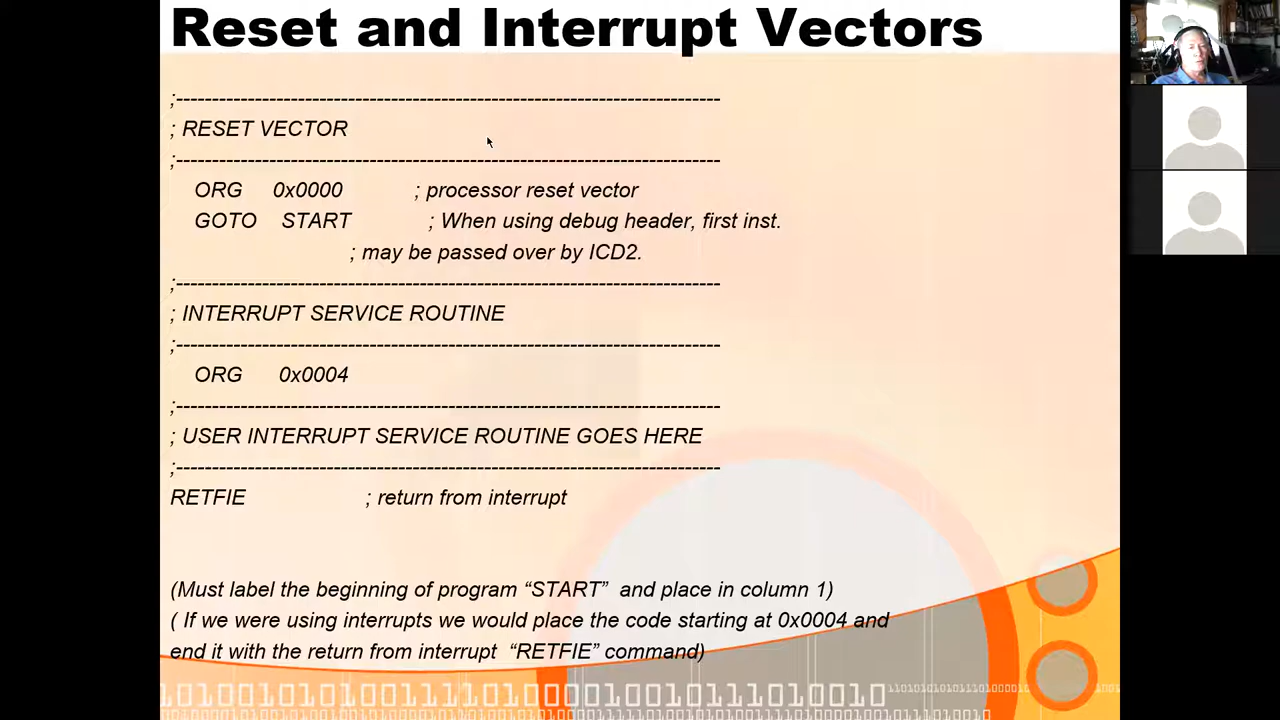 Reset and Interrupt Vectors
;------------------------------------------------------------------------------
; RESET VECTOR
;------------------------------------------------------------------------------
ORG 0x0000 ; processor reset vector
GOTO START ; When using debug header, first inst.
; may be passed over by ICD2.
;------------------------------------------------------------------------------
; INTERRUPT SERVICE ROUTINE
;------------------------------------------------------------------------------
ORG 0x0004
;------------------------------------------------------------------------------
; USER INTERRUPT SERVICE ROUTINE GOES HERE
;------------------------------------------------------------------------------
RETFIE ; return from interrupt
(Must label the beginning of program “START” and place in column 1)
( If we were using interrupts we would place the code starting at 0x0004 and
end it with the return from interrupt “RETFIE” command)